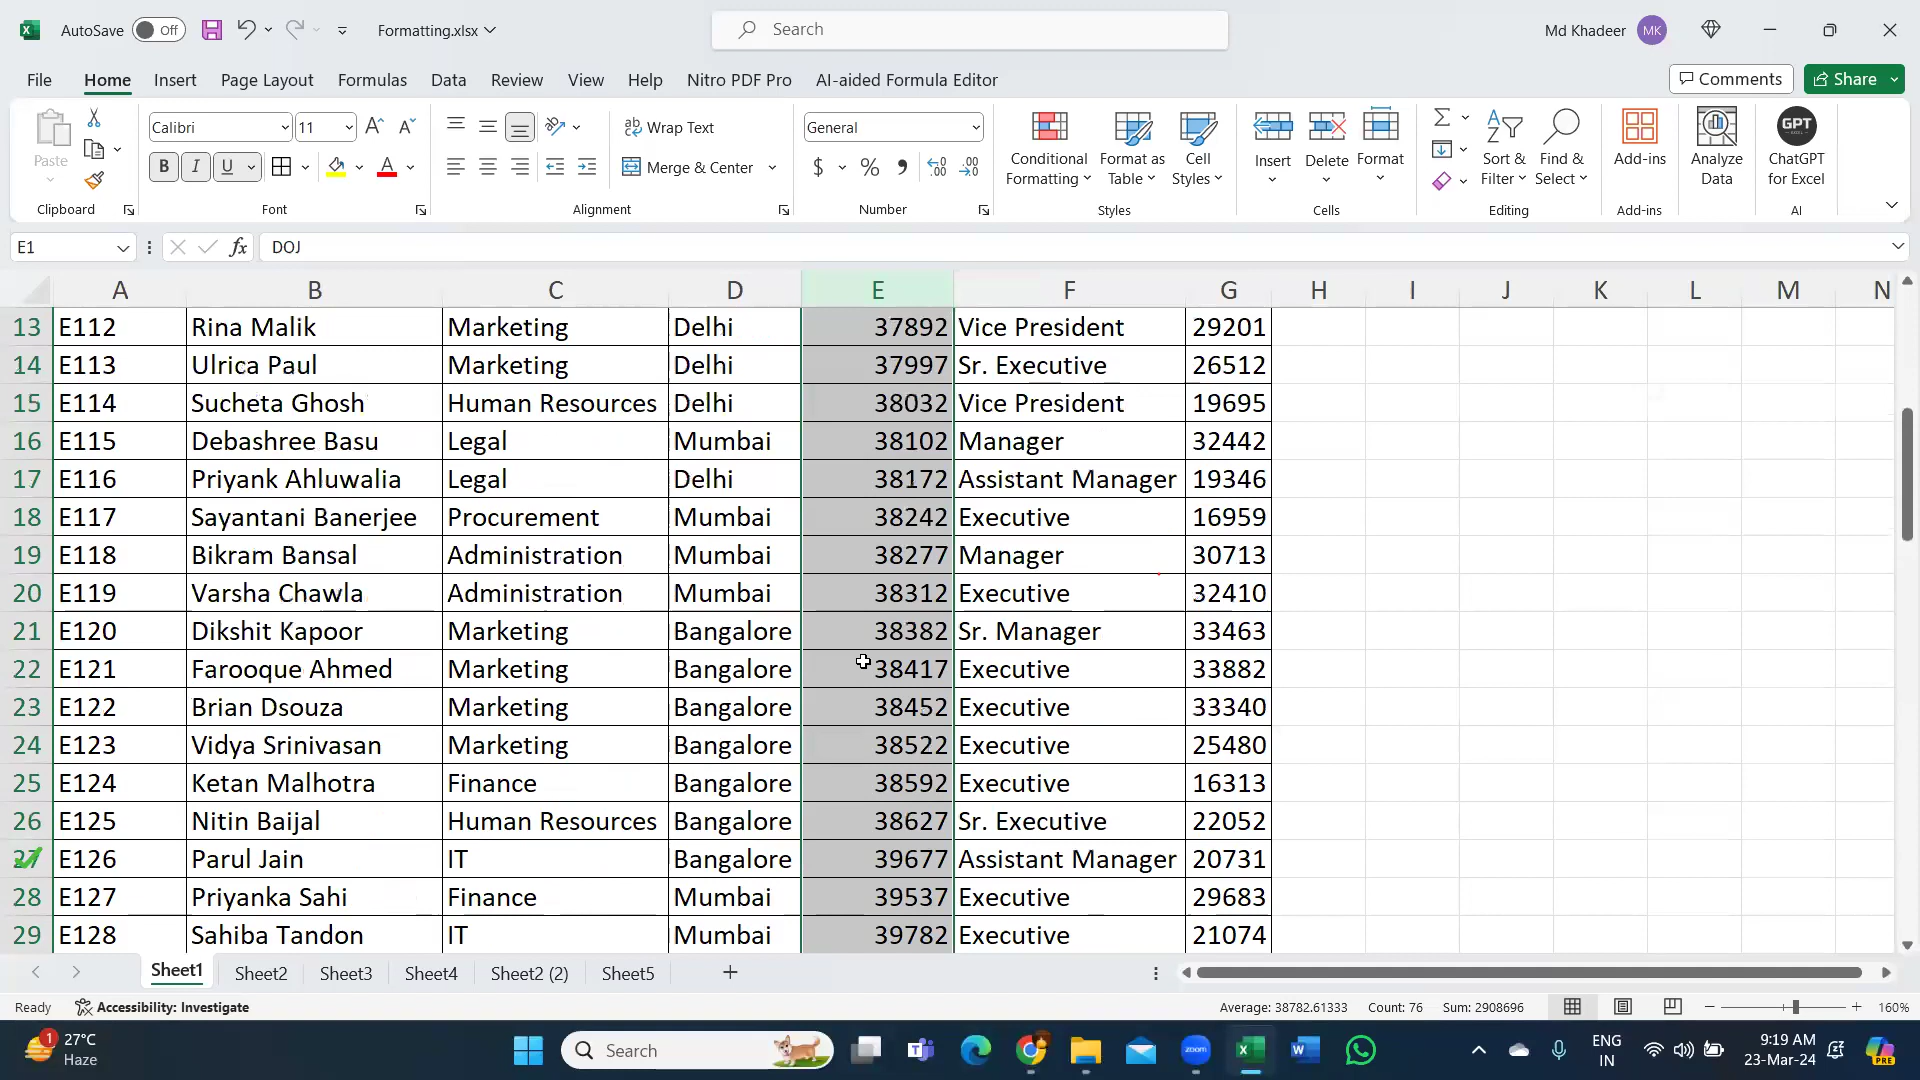 AutoSave Off Formatting.xlsx Search Md Khadeer MK
File Home Insert Page Layout Formulas Data Review View Help Nitro PDF Pro AI-aided Formula Editor Comments Share
Paste Calibri 11 Wrap Text General Conditional Formatting Format as Table Cell Styles Insert Delete Format Sort & Filter Find & Select Add-ins Analyze Data GPT ChatGPT for Excel
B I U A Merge & Center $ %
Clipboard Font Alignment Number Styles Cells Editing Add-ins AI
E1 fx DOJ
A B C D E F G H I J K L M N
13 E112 Rina Malik Marketing Delhi 37892 Vice President 29201
14 E113 Ulrica Paul Marketing Delhi 37997 Sr. Executive 26512
15 E114 Sucheta Ghosh Human Resources Delhi 38032 Vice President 19695
16 E115 Debashree Basu Legal Mumbai 38102 Manager 32442
17 E116 Priyank Ahluwalia Legal Delhi 38172 Assistant Manager 19346
18 E117 Sayantani Banerjee Procurement Mumbai 38242 Executive 16959
19 E118 Bikram Bansal Administration Mumbai 38277 Manager 30713
20 E119 Varsha Chawla Administration Mumbai 38312 Executive 32410
21 E120 Dikshit Kapoor Marketing Bangalore 38382 Sr. Manager 33463
22 E121 Farooque Ahmed Marketing Bangalore 38417 Executive 33882
23 E122 Brian Dsouza Marketing Bangalore 38452 Executive 33340
24 E123 Vidya Srinivasan Marketing Bangalore 38522 Executive 25480
25 E124 Ketan Malhotra Finance Bangalore 38592 Executive 16313
26 E125 Nitin Baijal Human Resources Bangalore 38627 Sr. Executive 22052
27 E126 Parul Jain IT Bangalore 39677 Assistant Manager 20731
28 E127 Priyanka Sahi Finance Mumbai 39537 Executive 29683
29 E128 Sahiba Tandon IT Mumbai 39782 Executive 21074
Sheet1 Sheet2 Sheet3 Sheet4 Sheet2 (2) Sheet5
Ready Accessibility: Investigate Average: 38782.61333 Count: 76 Sum: 2908696 160%
1 27°C Search zoom ENG 9:19 AM
Haze IN 23-Mar-24 PRE